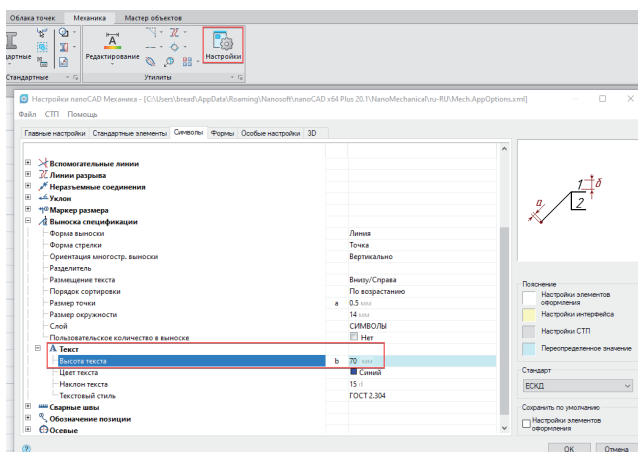 Облака точек Механика Мастер объектов
Редактирование
Настройки
Стандартные Утилиты
Настройки nanoCAD Механика - [C:\Users\bread\AppData\Roaming\Nanosoft\nanoCAD x64 Plus 20.1\NanoMechanical\ru-RU\Mech.AppOptions.xml]
Файл СТП Помощь
Главные настройки Стандартные элементы Символы Формы Особые настройки 3D
Вспомогательные линии
Линии разрыва
Неразъемные соединения
Уклон
Маркер размера
Выноска спецификации
Форма выноски Линия
Форма стрелки Точка
Ориентация многостр. выноски Вертикально
Разделитель
Размещение текста Внизу/Справа
Порядок сортировки По возрастанию
Размер точки a 0.5 мм
Размер окружности 14 мм
Слой СИМВОЛЫ
Пользовательское количество в выноске Нет
A Текст
Высота текста b 70 мм
Цвет текста Синий
Наклон текста 15
Текстовый стиль ГОСТ 2.304
Сварные швы
Обозначение позиции
Осевые
1 б
a 2
Пояснение
Настройки элементов оформления
Настройки интерфейса
Настройки СТП
Переопределенное значение
Стандарт
ЕСКД
Сохранить по умолчанию
Настройки элементов оформления
OK Отмена